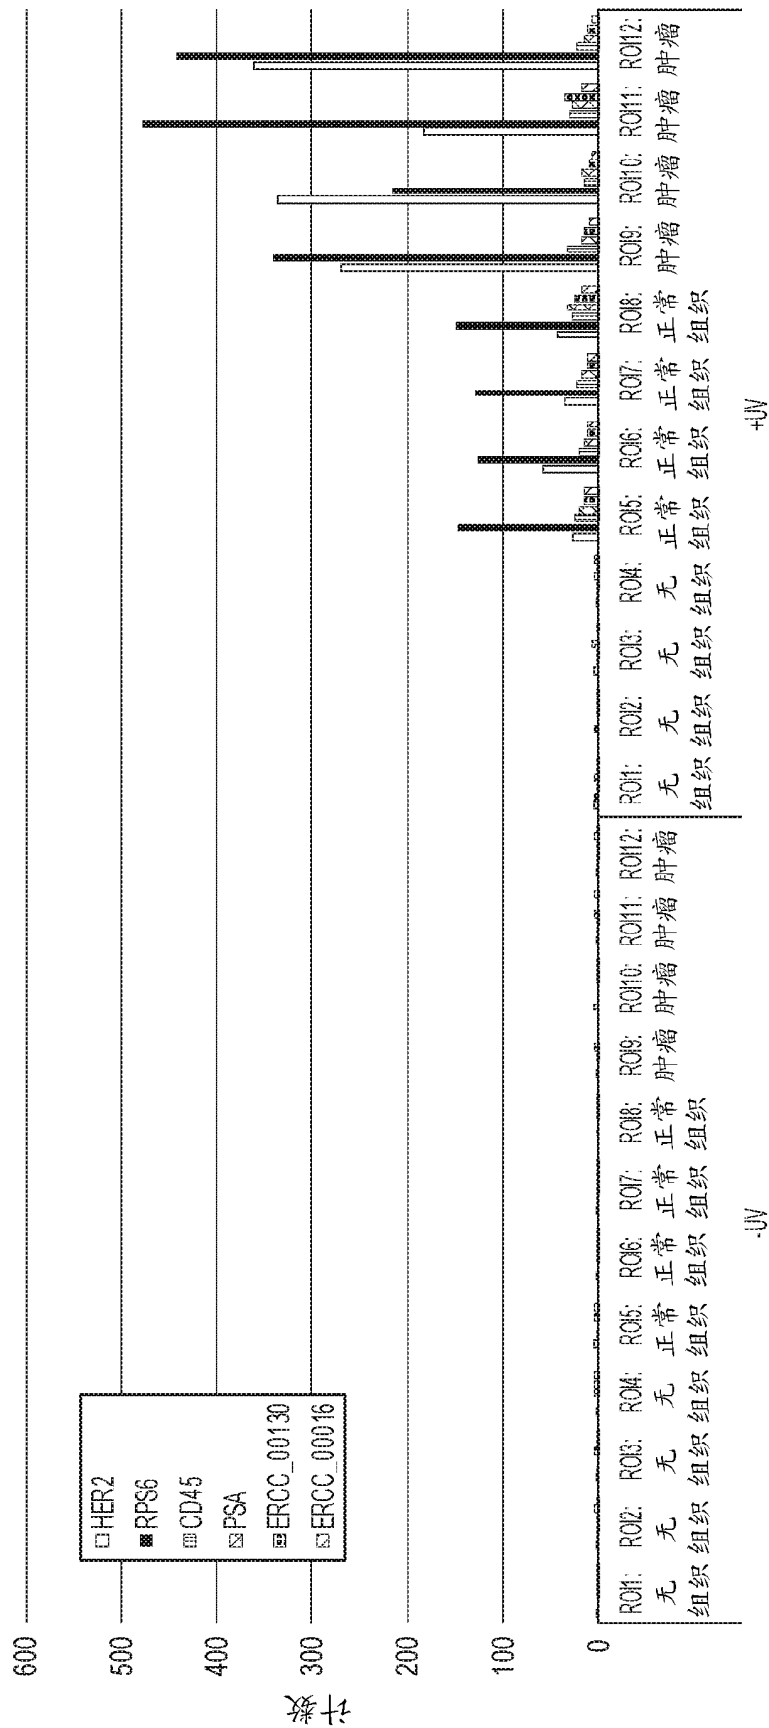 计数
600
500
400
300
200
100
0
HER2
RPS6
CD45
PSA
ERCC_00130
ERCC_00016
ROI1:
无
组织
ROI2:
无
组织
ROI3:
无
组织
ROI4:
无
组织
ROI5:
正常
组织
ROI6:
正常
组织
ROI7:
正常
组织
ROI8:
正常
组织
ROI9:
肿瘤
ROI10:
肿瘤
ROI11:
肿瘤
ROI12:
肿瘤
-UV
ROI1:
无
组织
ROI2:
无
组织
ROI3:
无
组织
ROI4:
无
组织
ROI5:
正常
组织
ROI6:
正常
组织
ROI7:
正常
组织
ROI8:
正常
组织
ROI9:
肿瘤
ROI10:
肿瘤
ROI11:
肿瘤
ROI12:
肿瘤
+UV